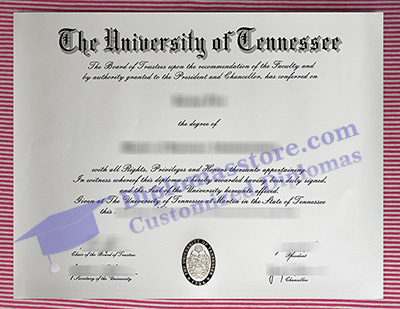 The University of Tennessee
The Board of Trustees upon the recommendation of the Faculty and
by authority granted to the President and Chancellor, has conferred on
the degree of
with all Rights, Privileges and Honors thereunto appertaining.
In witness whereof this diploma is hereby awarded having been duly signed,
and the Seal of the University hereunto affixed.
Given at The University of Tennessee at Martin in the State of Tennessee
this
Diplomasstore.com
Customized Diplomas
Chair of the Board of Trustees
President
Secretary of the University
Chancellor